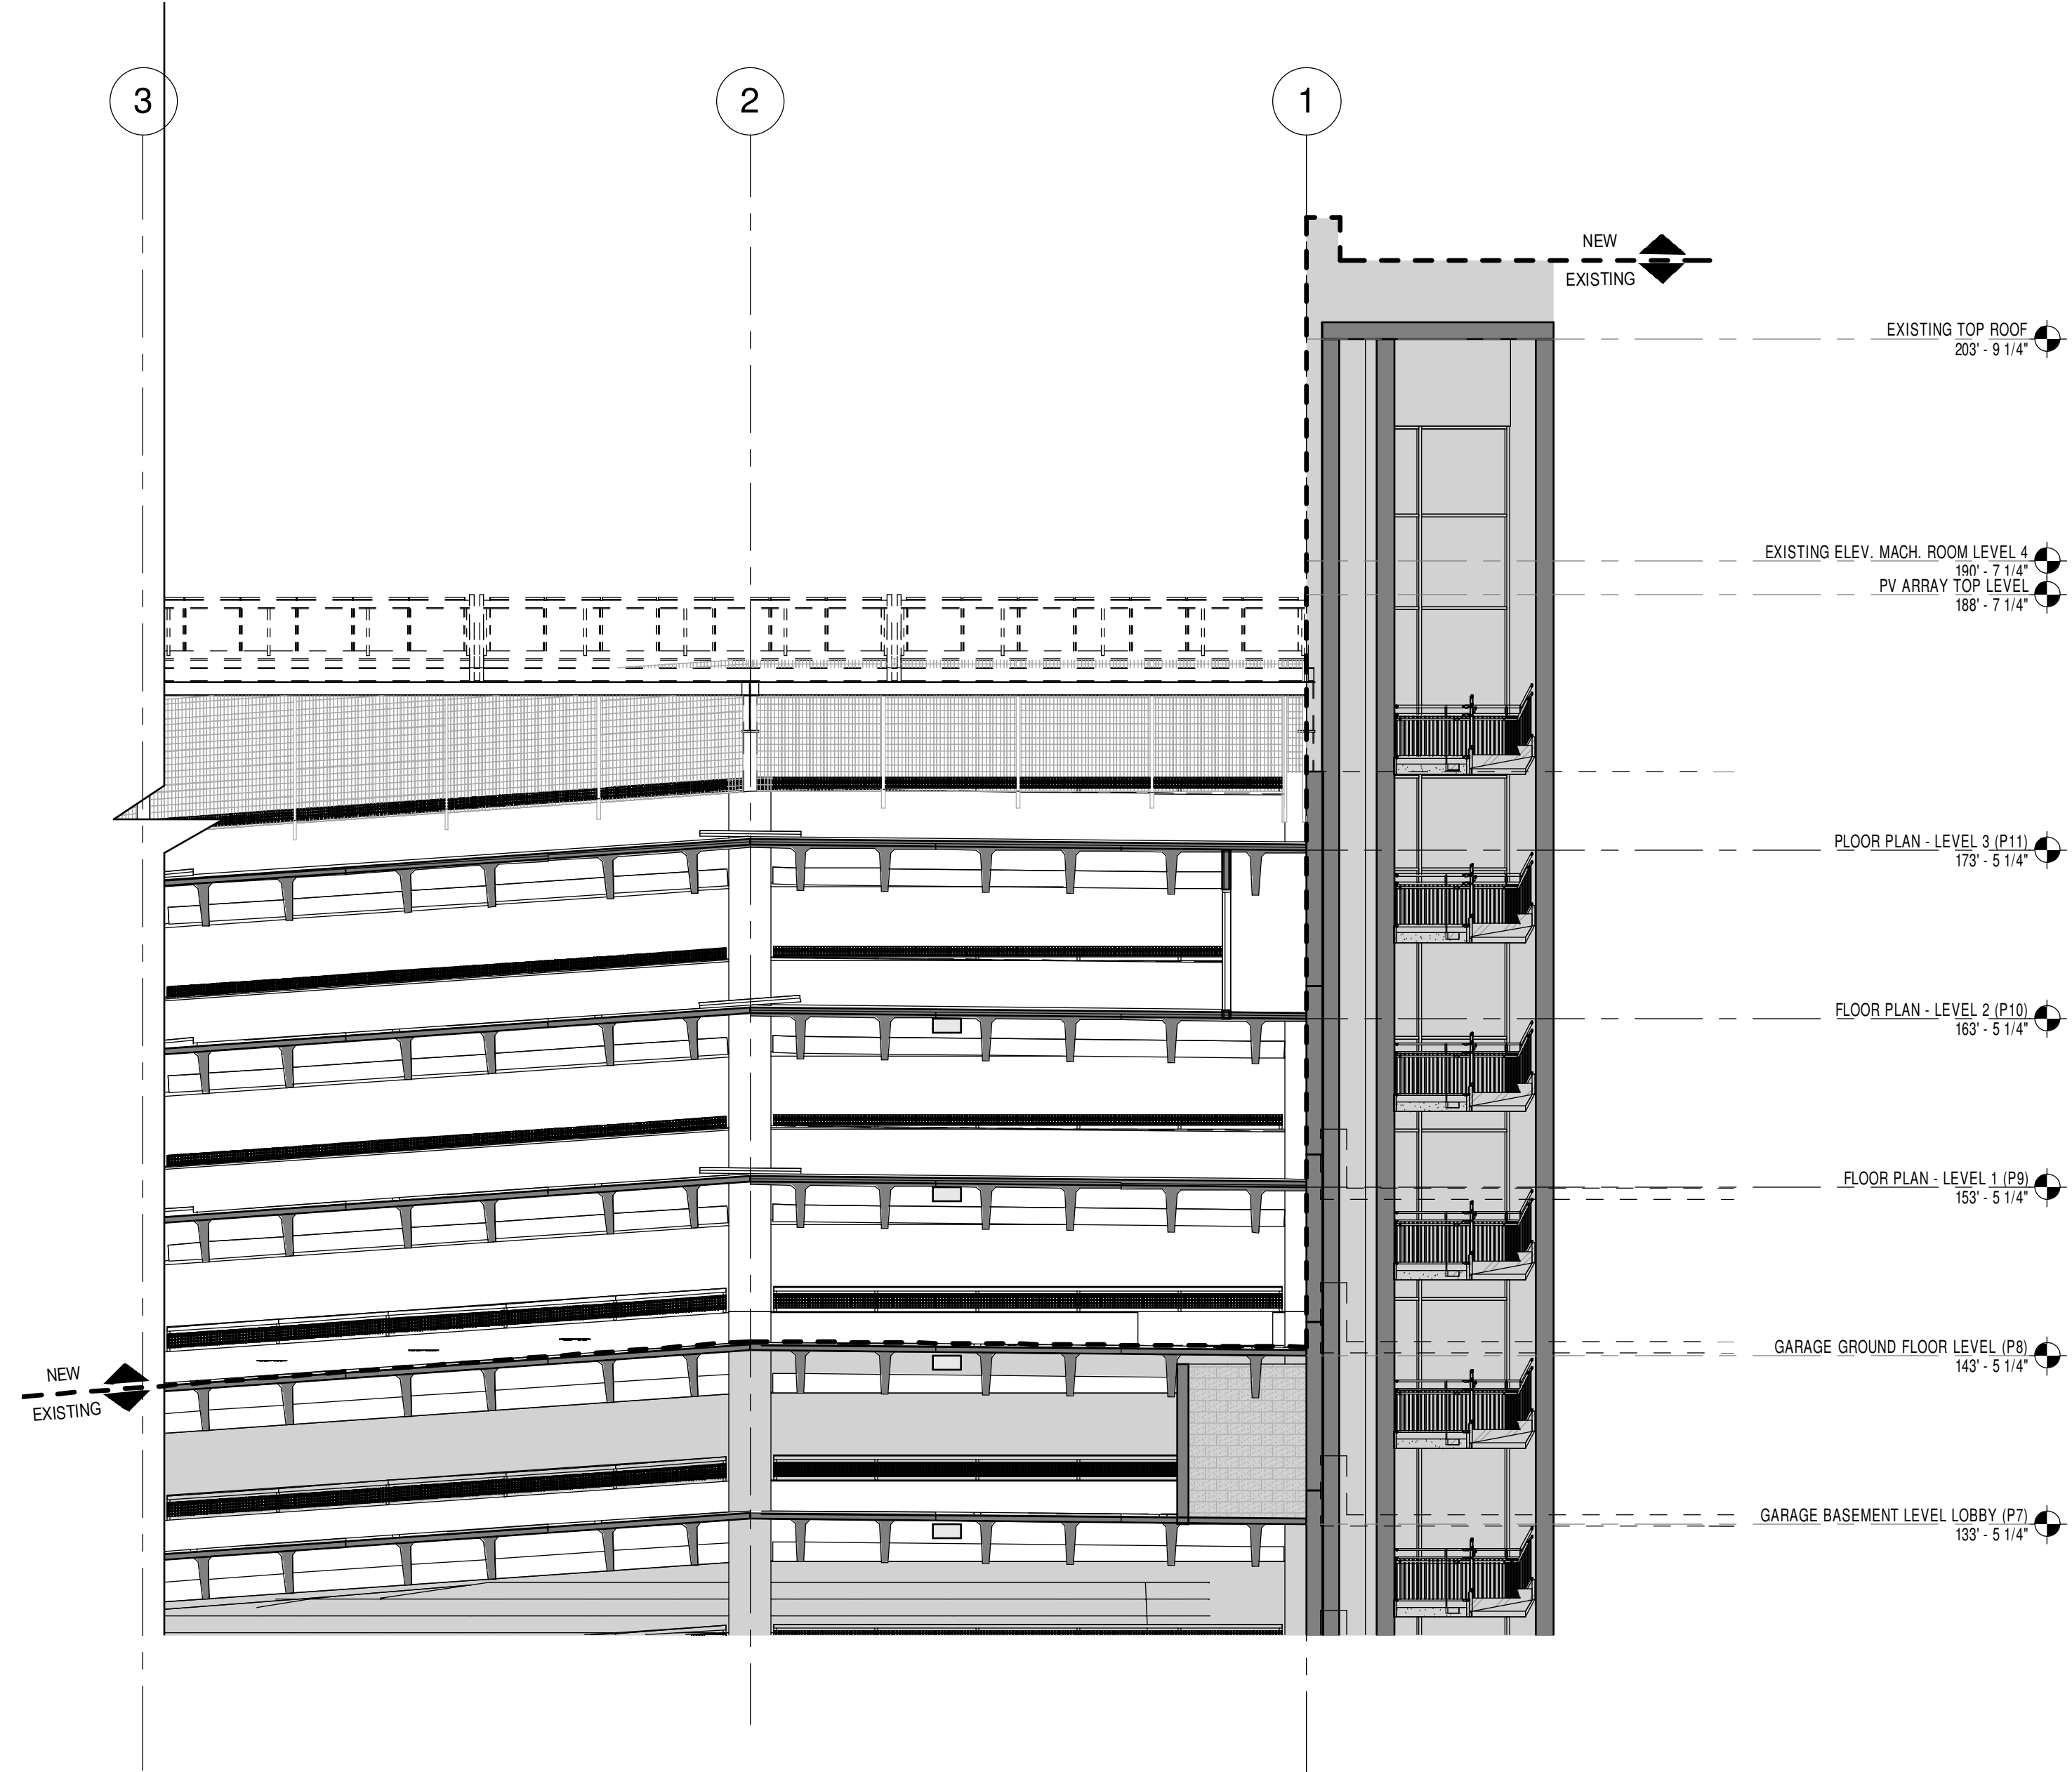 3
2
1
NEW
EXISTING
EXISTING TOP ROOF
203' - 9 1/4"
EXISTING ELEV. MACH. ROOM LEVEL 4
190' - 7 1/4"
PV ARRAY TOP LEVEL
188' - 7 1/4"
PLOOR PLAN - LEVEL 3 (P11)
173' - 5 1/4"
FLOOR PLAN - LEVEL 2 (P10)
163' - 5 1/4"
FLOOR PLAN - LEVEL 1 (P9)
153' - 5 1/4"
GARAGE GROUND FLOOR LEVEL (P8)
143' - 5 1/4"
NEW
EXISTING
GARAGE BASEMENT LEVEL LOBBY (P7)
133' - 5 1/4"